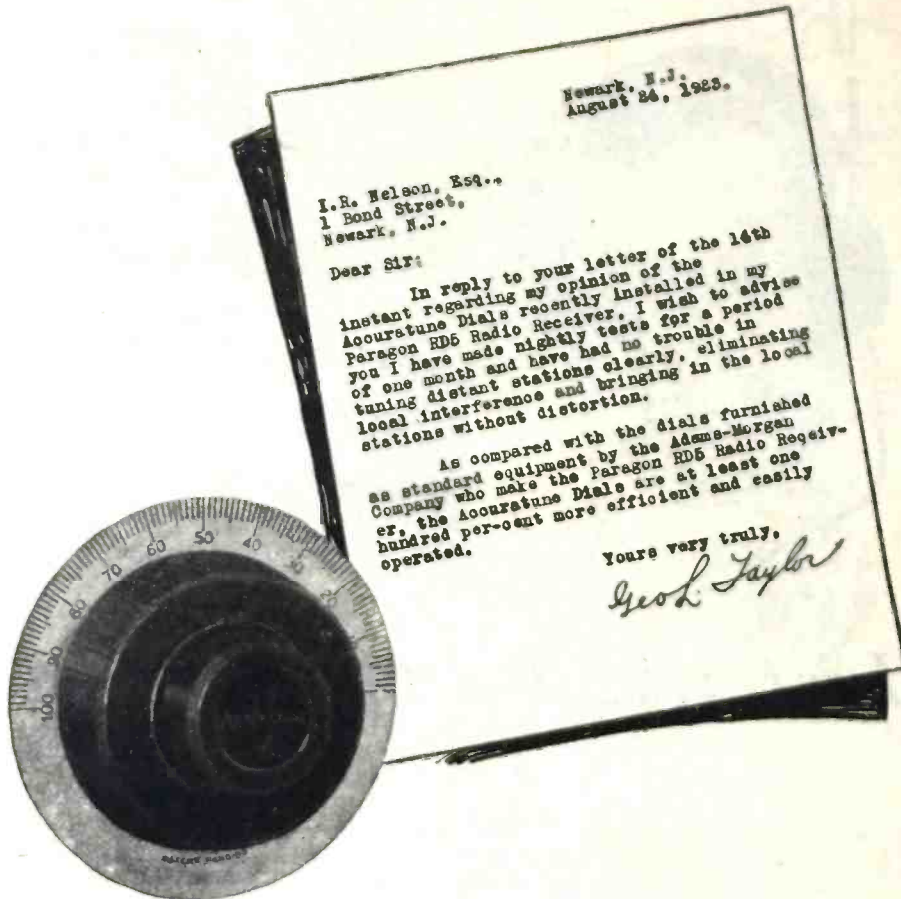 Newark, N.J.
August 24, 1923.
I.R. Nelson, Esq.,
1 Bond Street,
Newark, N.J.
Dear Sir:
In reply to your letter of the 14th
instant regarding my opinion of the
Accuratune Dials recently installed in my
Paragon RD5 Radio Receiver, I wish to advise
you I have made nightly tests for a period
of one month and have had no trouble in
tuning distant stations clearly, eliminating
local interference and bringing in the local
stations without distortion.
As compared with the dials furnished
as standard equipment by the Adams-Morgan
Company who make the Paragon RD5 Radio Receiv-
er, the Accuratune Dials are at least one
hundred per-cent more efficient and easily
operated.
Yours very truly,
Geo L. Taylor
100 90 80 70 60 50 40 30 20